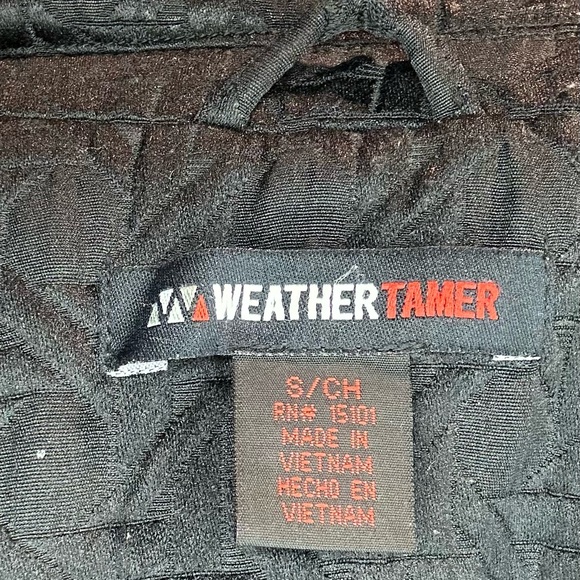 WEATHERTAMER
S/CH
RN# 15101
MADE IN
VIETNAM
HECHO EN
VIETNAM